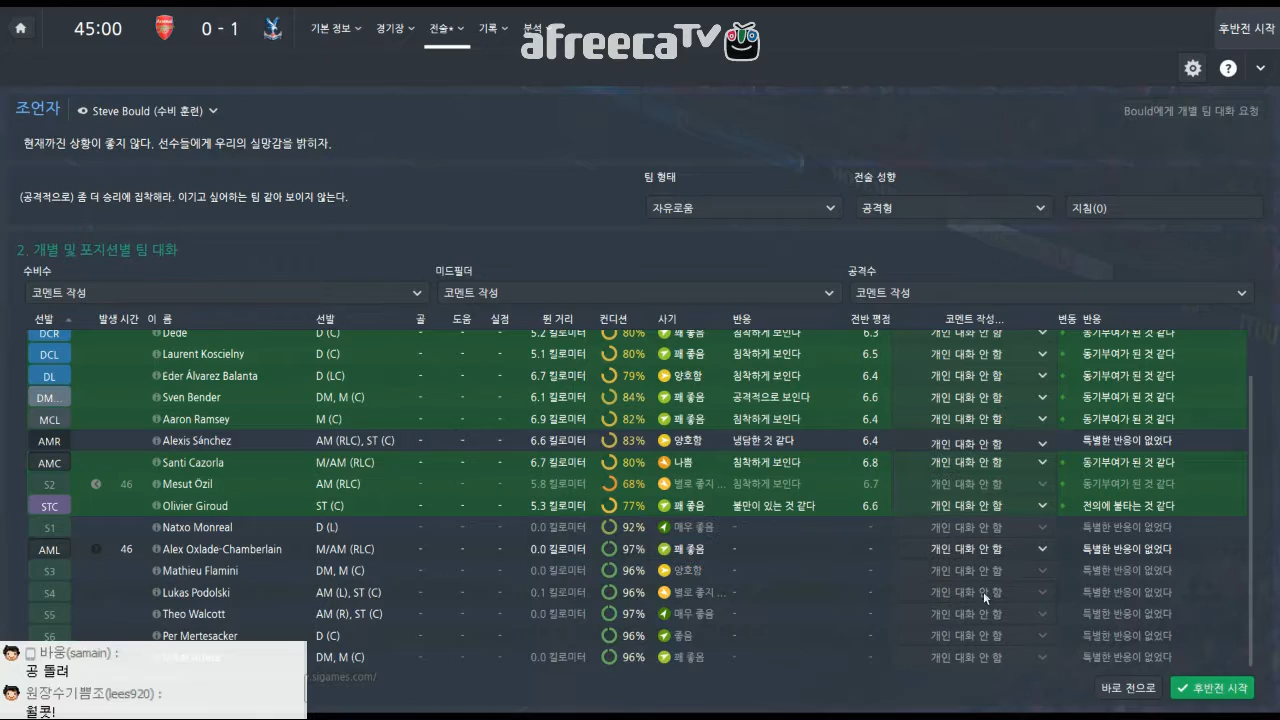 45:00 0 - 1 기본 정보 경기장 전술* 기록 분석 후반전 시작
afreecaTV
조언자 Steve Bould (수비 훈련) Bould에게 개별 팀 대화 요청
현재까진 상황이 좋지 않다. 선수들에게 우리의 실망감을 밝히자.
팀 형태 전술 성향
(공격적으로) 좀 더 승리에 집착해라. 이기고 싶어하는 팀 같아 보이지 않는다.
자유로움 공격형 지침(0)
2. 개별 및 포지션별 팀 대화
수비수 미드필더 공격수
코멘트 작성 코멘트 작성 코멘트 작성
선발 발생 시간 이 름 선발 골 도움 실점 뛴 거리 컨디션 사기 반응 전반 평점 코멘트 작성... 변동 반응
DCR Dede D (C) - - - 5.2 킬로미터 80% 꽤 좋음 침착하게 보인다 6.3 개인 대화 안 함 동기부여가 된 것 같다
DCL Laurent Koscielny D (C) - - - 5.1 킬로미터 80% 꽤 좋음 침착하게 보인다 6.5 개인 대화 안 함 동기부여가 된 것 같다
DL Eder Álvarez Balanta D (LC) - - - 6.7 킬로미터 79% 양호함 침착하게 보인다 6.4 개인 대화 안 함 동기부여가 된 것 같다
DM... Sven Bender DM, M (C) - - - 6.1 킬로미터 84% 꽤 좋음 공격적으로 보인다 6.6 개인 대화 안 함 동기부여가 된 것 같다
MCL Aaron Ramsey M (C) - - - 6.9 킬로미터 82% 꽤 좋음 침착하게 보인다 6.4 개인 대화 안 함 동기부여가 된 것 같다
AMR Alexis Sánchez AM (RLC), ST (C) - - - 6.6 킬로미터 83% 양호함 냉담한 것 같다 6.4 개인 대화 안 함 특별한 반응이 없었다
AMC Santi Cazorla M/AM (RLC) - - - 6.7 킬로미터 80% 나쁨 침착하게 보인다 6.8 개인 대화 안 함 동기부여가 된 것 같다
S2 46 Mesut Özil AM (RLC) - - - 5.8 킬로미터 68% 별로 좋지 ... 침착하게 보인다 6.7 개인 대화 안 함 동기부여가 된 것 같다
STC Olivier Giroud ST (C) - - - 5.3 킬로미터 77% 꽤 좋음 불만이 있는 것 같다 6.6 개인 대화 안 함 전의에 불타는 것 같다
S1 Natxo Monreal D (L) - - - 0.0 킬로미터 92% 매우 좋음 - - 개인 대화 안 함 특별한 반응이 없었다
AML 46 Alex Oxlade-Chamberlain M/AM (RLC) - - - 0.0 킬로미터 97% 꽤 좋음 - - 개인 대화 안 함 특별한 반응이 없었다
S3 Mathieu Flamini DM, M (C) - - - 0.0 킬로미터 96% 양호함 - - 개인 대화 안 함 특별한 반응이 없었다
S4 Lukas Podolski AM (L), ST (C) - - - 0.1 킬로미터 96% 별로 좋지 ... - - 개인 대화 안 함 특별한 반응이 없었다
S5 Theo Walcott AM (R), ST (C) - - - 0.0 킬로미터 97% 매우 좋음 - - 개인 대화 안 함 특별한 반응이 없었다
S6 Per Mertesacker D (C) - - - 0.0 킬로미터 96% 좋음 - - 개인 대화 안 함 특별한 반응이 없었다
DM, M (C) - - - 0.0 킬로미터 96% 꽤 좋음 - - 개인 대화 안 함 특별한 반응이 없었다
바웅(samain) :
공 돌려
.sigames.com/
바로 전으로 후반전 시작
원장수기뿜조(lees920) :
월콧!